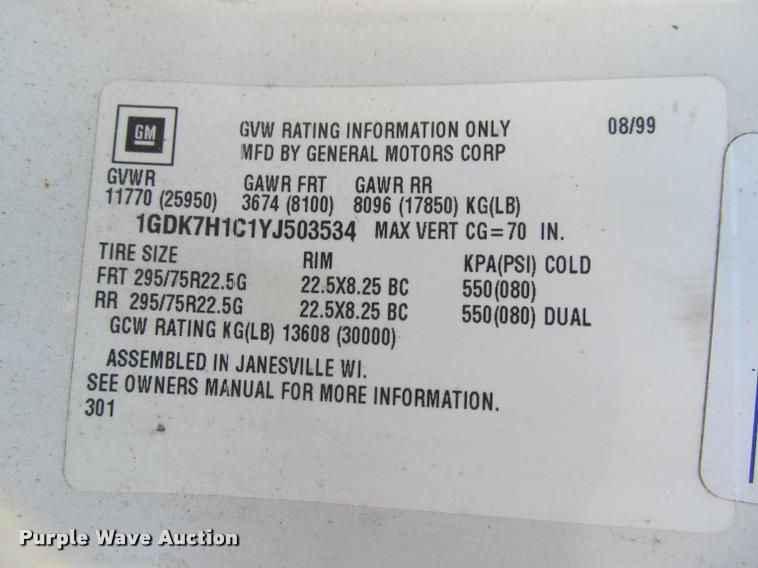 GM
GVW RATING INFORMATION ONLY 08/99
MFD BY GENERAL MOTORS CORP
GVWR GAWR FRT GAWR RR
11770 (25950) 3674 (8100) 8096 (17850) KG(LB)
1GDK7H1C1YJ503534 MAX VERT CG=70 IN.
TIRE SIZE RIM KPA(PSI) COLD
FRT 295/75R22.5G 22.5X8.25 BC 550(080)
RR 295/75R22.5G 22.5X8.25 BC 550(080) DUAL
GCW RATING KG(LB) 13608 (30000)
ASSEMBLED IN JANESVILLE WI.
SEE OWNERS MANUAL FOR MORE INFORMATION.
301
Purple Wave Auction